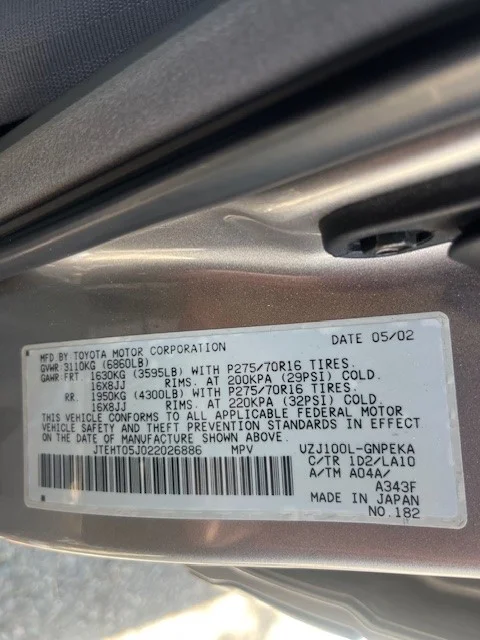 MFD.BY:TOYOTA MOTOR CORPORATION DATE 05/02
GVWR:3110KG (6860LB)
GAWR:FRT. 1630KG (3595LB) WITH P275/70R16 TIRES.
16X8JJ RIMS. AT 200KPA (29PSI) COLD.
RR. 1950KG (4300LB) WITH P275/70R16 TIRES.
16X8JJ RIMS. AT 220KPA (32PSI) COLD.
THIS VEHICLE CONFORMS TO ALL APPLICABLE FEDERAL MOTOR
VEHICLE SAFETY AND THEFT PREVENTION STANDARDS IN EFFECT
ON THE DATE OF MANUFACTURE SHOWN ABOVE.
JTEHT05J022026886 MPV UZJ100L-GNPEKA
C/TR 1D2/LA10
A/TM A04A/
A343F
MADE IN JAPAN
NO.182